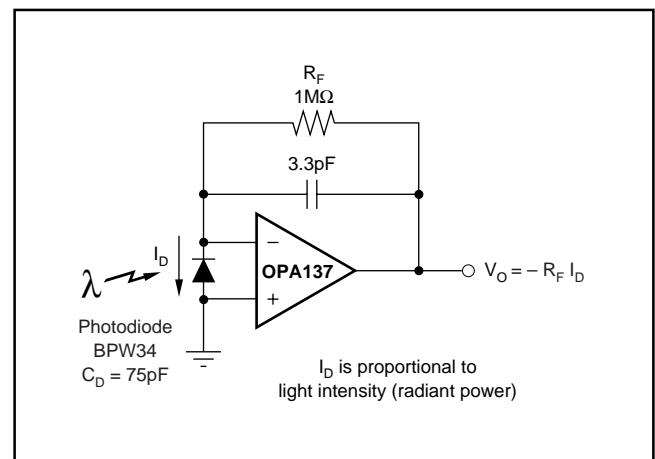 R_F
1MΩ
3.3pF
I_D
λ
−
+
OPA137
V_O = – R_F I_D
Photodiode
BPW34
C_D = 75pF
I_D is proportional to
light intensity (radiant power)